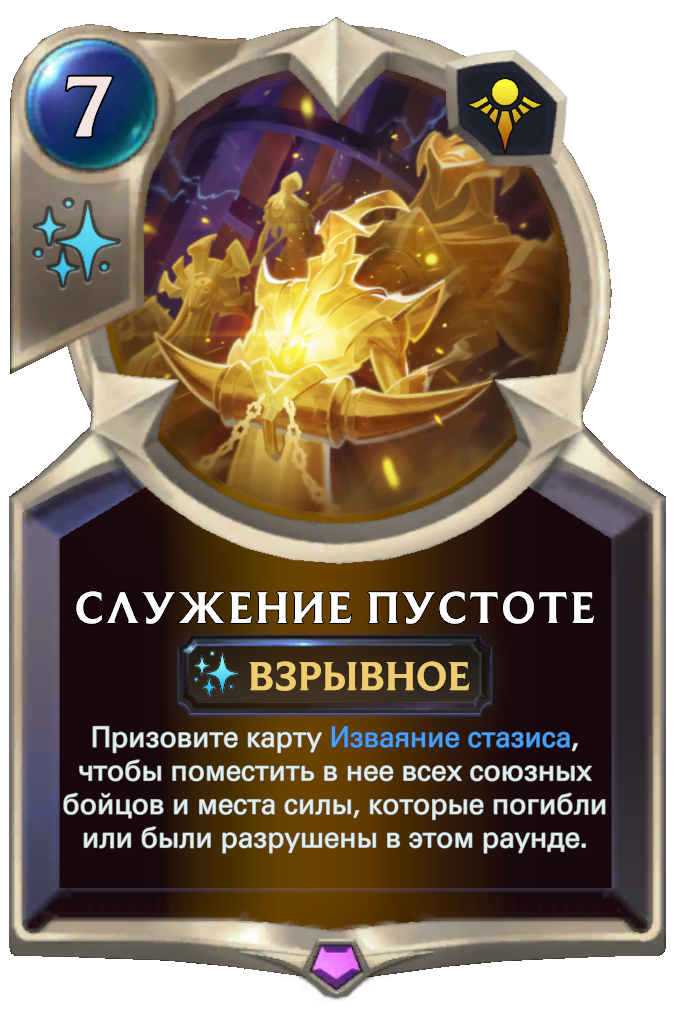 7
СЛУЖЕНИЕ ПУСТОТЕ
ВЗРЫВНОЕ
Призовите карту Изваяние стазиса,
чтобы поместить в нее всех союзных
бойцов и места силы, которые погибли
или были разрушены в этом раунде.